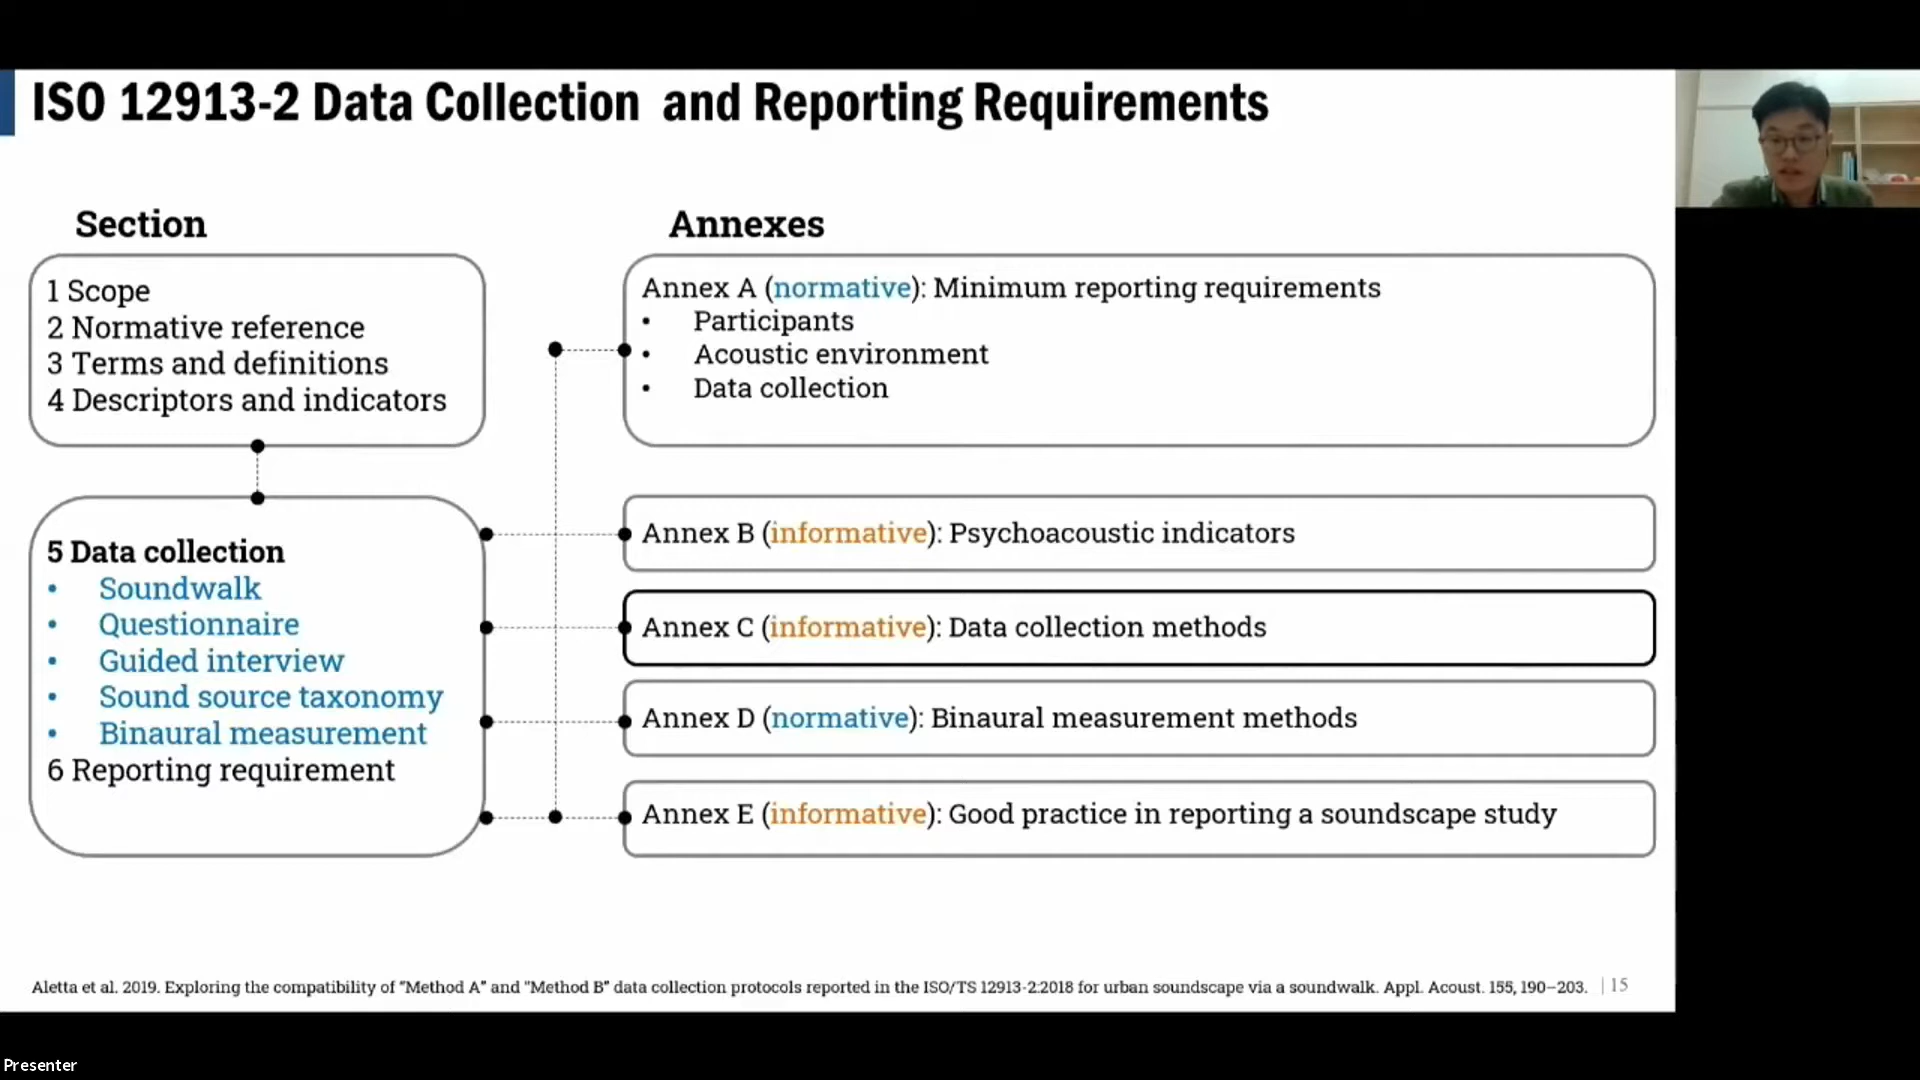 ISO 12913-2 Data Collection and Reporting Requirements
Section
1 Scope
2 Normative reference
3 Terms and definitions
4 Descriptors and indicators
5 Data collection
• Soundwalk
• Questionnaire
• Guided interview
• Sound source taxonomy
• Binaural measurement
6 Reporting requirement
Annexes
Annex A (normative): Minimum reporting requirements
• Participants
• Acoustic environment
• Data collection
Annex B (informative): Psychoacoustic indicators
Annex C (informative): Data collection methods
Annex D (normative): Binaural measurement methods
Annex E (informative): Good practice in reporting a soundscape study
Aletta et al. 2019. Exploring the compatibility of "Method A" and "Method B" data collection protocols reported in the ISO/TS 12913-2:2018 for urban soundscape via a soundwalk. Appl. Acoust. 155, 190–203. | 15
Presenter